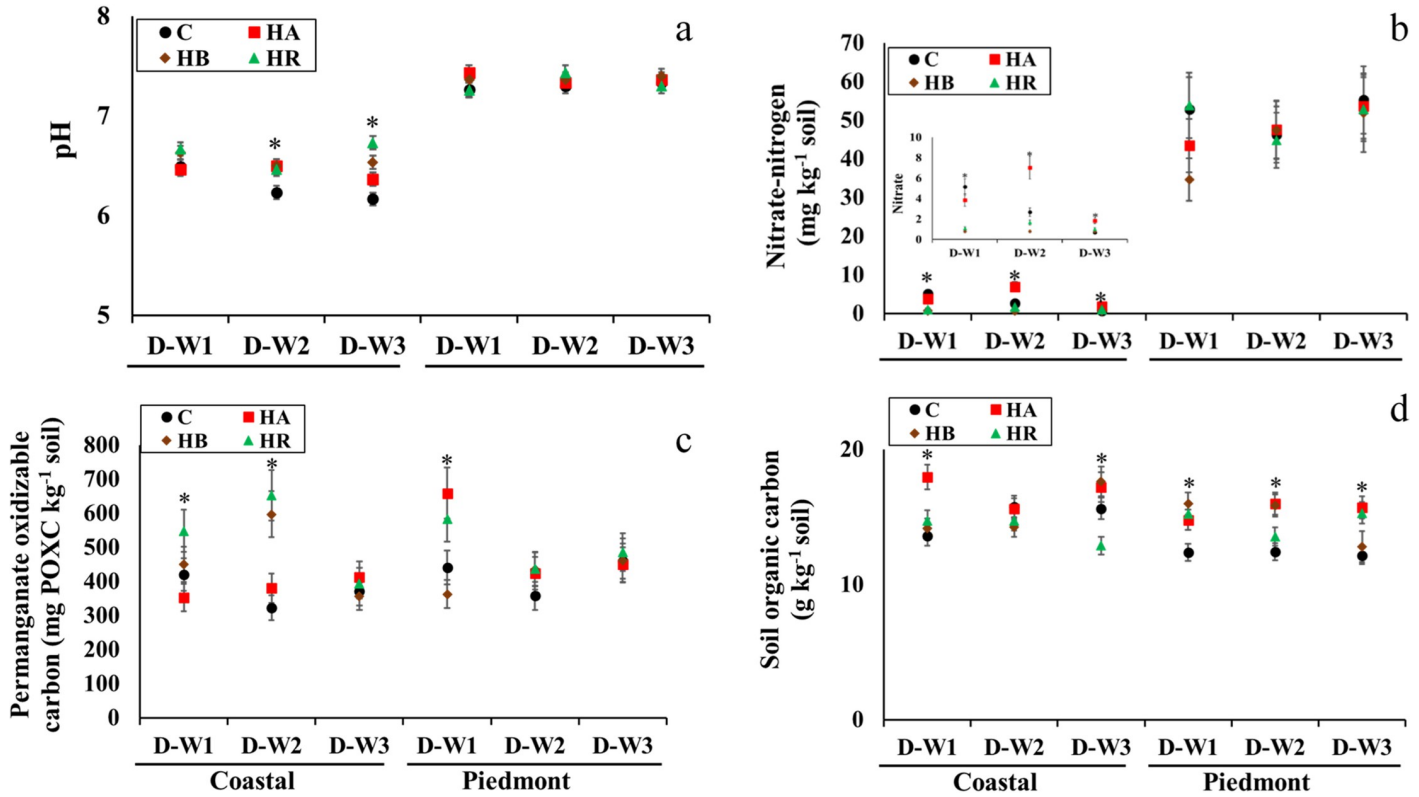 a
C HA
HB HR
pH
8
7
6
5
D-W1 D-W2 D-W3 D-W1 D-W2 D-W3
* *
b
C HA
HB HR
Nitrate-nitrogen
(mg kg-1 soil)
70
60
50
40
30
20
10
0
Nitrate
10
8
6
4
2
0
* * *
D-W1 D-W2 D-W3
* * *
D-W1 D-W2 D-W3 D-W1 D-W2 D-W3
c
C HA
HB HR
Permanganate oxidizable
carbon (mg POXC kg-1 soil)
800
700
600
500
400
300
200
100
0
* * *
D-W1 D-W2 D-W3 D-W1 D-W2 D-W3
Coastal Piedmont
d
C HA
HB HR
Soil organic carbon
(g kg-1 soil)
20
10
0
* * * * *
D-W1 D-W2 D-W3 D-W1 D-W2 D-W3
Coastal Piedmont